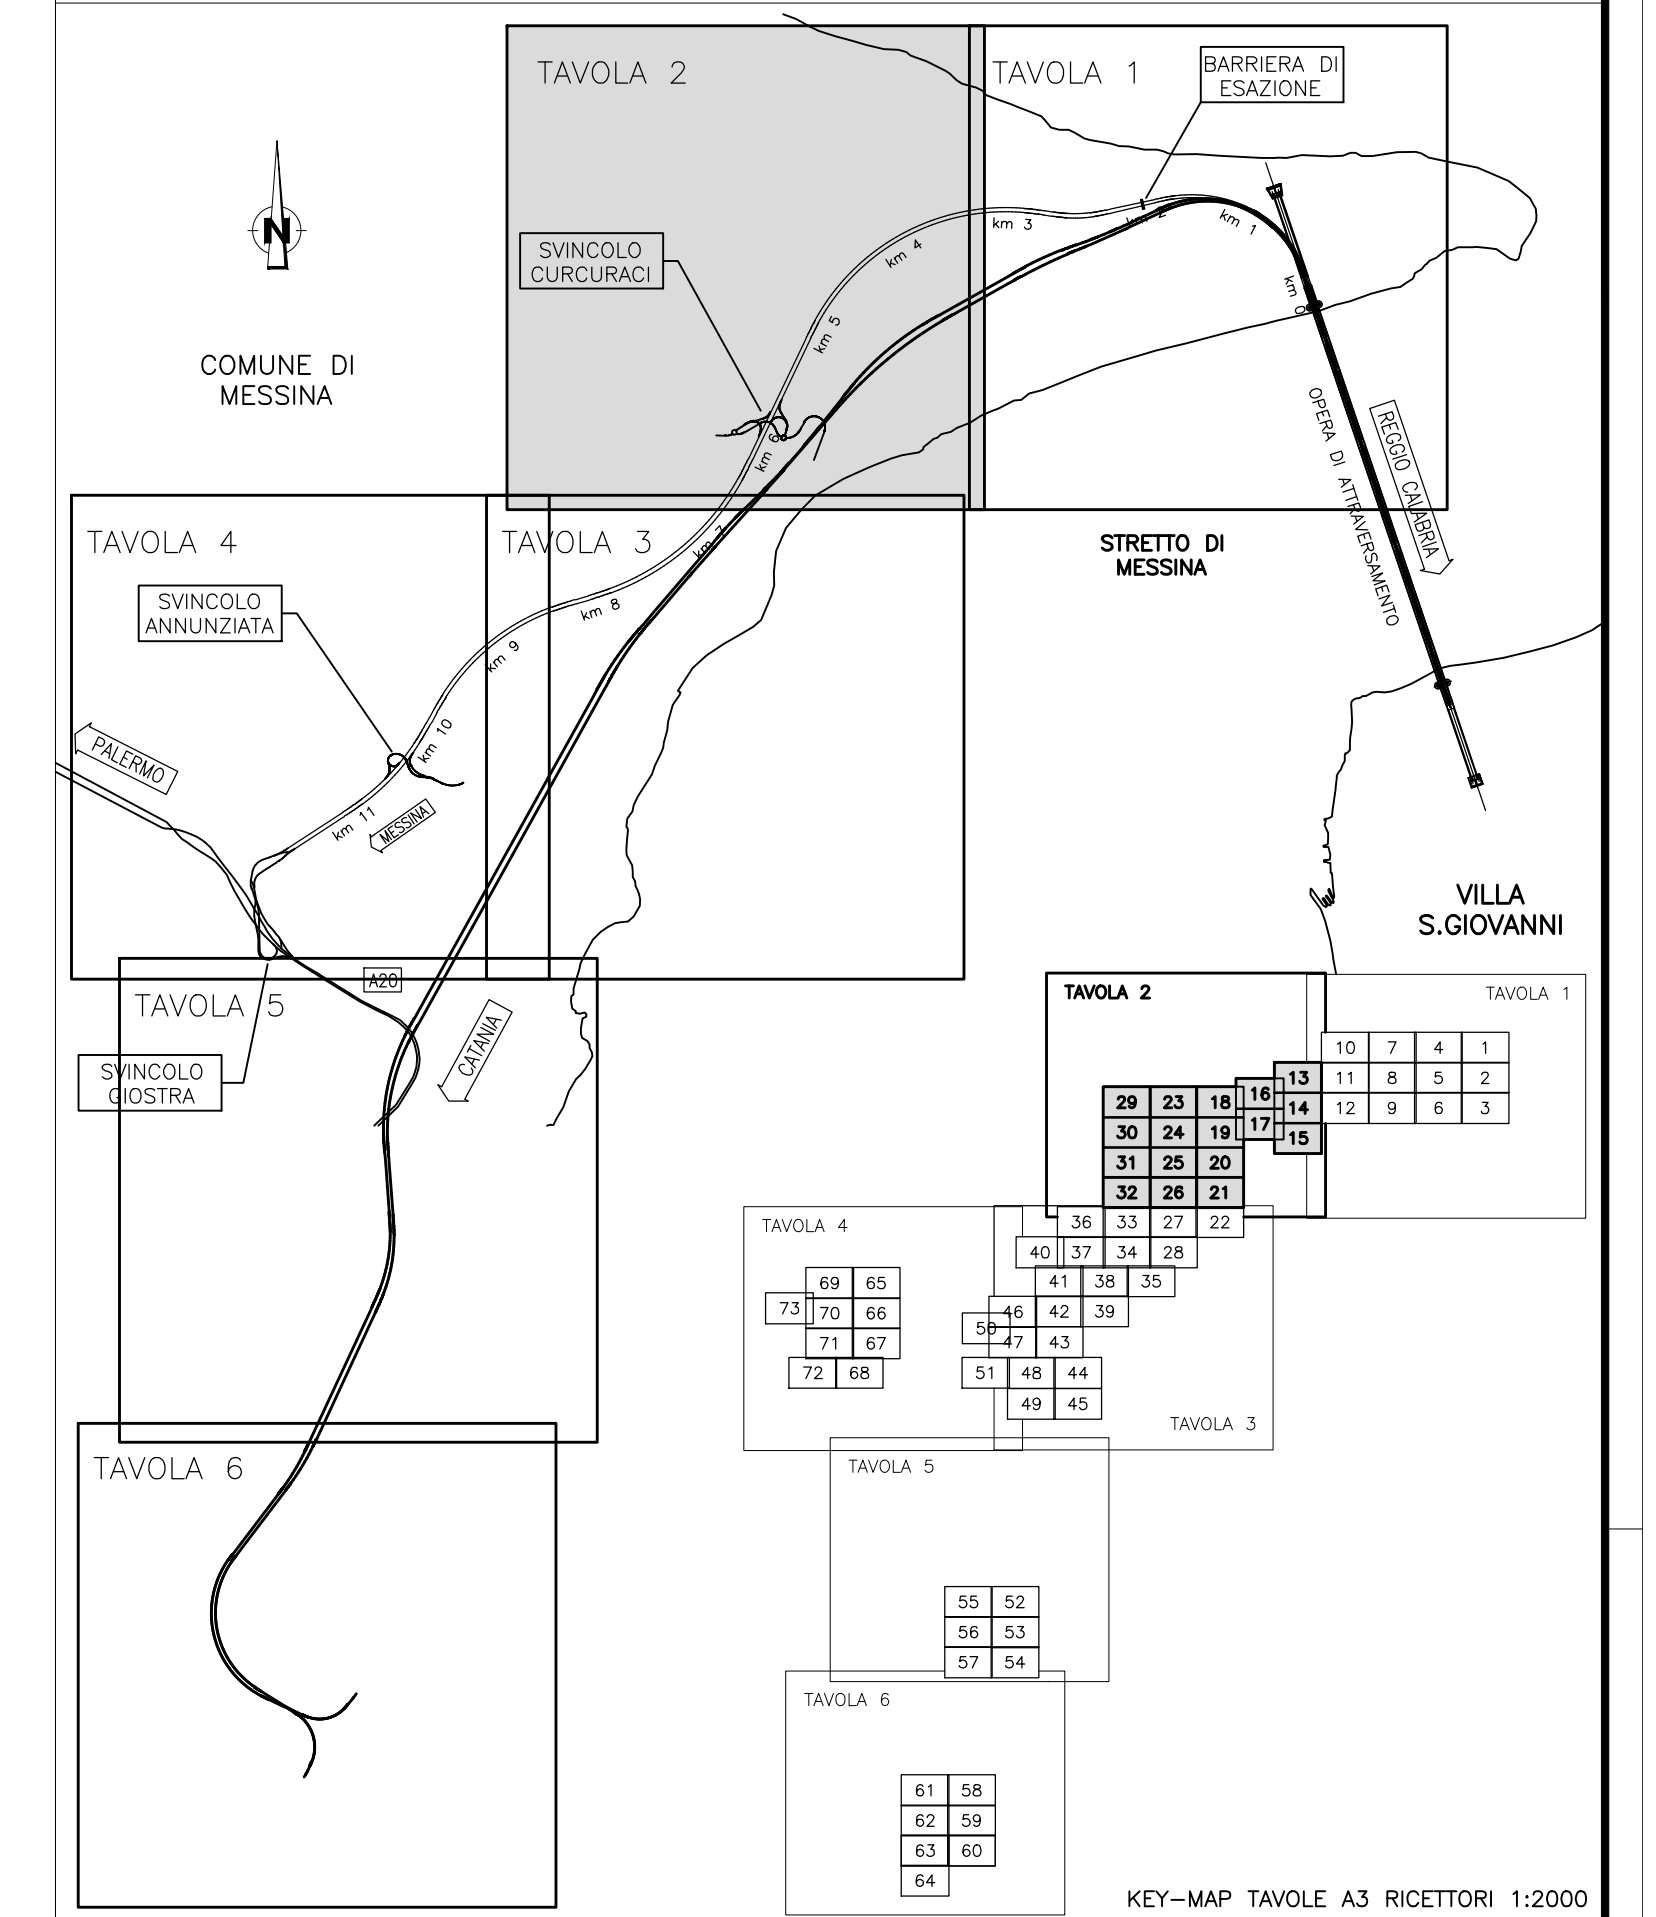 TAVOLA 2
TAVOLA 1
BARRIERA DI
ESAZIONE
N
SVINCOLO
CURCURACI
COMUNE DI
MESSINA
km 0
km 1
km 2
km 3
km 4
km 5
km 6
km 7
km 8
km 9
km 10
km 11
OPERA DI ATTRAVERSAMENTO
REGGIO CALABRIA
STRETTO DI
MESSINA
TAVOLA 4
TAVOLA 3
SVINCOLO
ANNUNZIATA
PALERMO
MESSINA
VILLA
S.GIOVANNI
A20
TAVOLA 5
CATANIA
SVINCOLO
GIOSTRA
TAVOLA 6
TAVOLA 2
TAVOLA 1
10 7 4 1
13 11 8 5 2
16 14 12 9 6 3
17 15
29 23 18
30 24 19
31 25 20
32 26 21
TAVOLA 4
36 33 27 22
40 37 34 28
41 38 35
46 42 39
50 47 43
51 48 44
49 45
TAVOLA 3
69 65
73 70 66
71 67
72 68
TAVOLA 5
55 52
56 53
57 54
TAVOLA 6
61 58
62 59
63 60
64
KEY-MAP TAVOLE A3 RICETTORI 1:2000